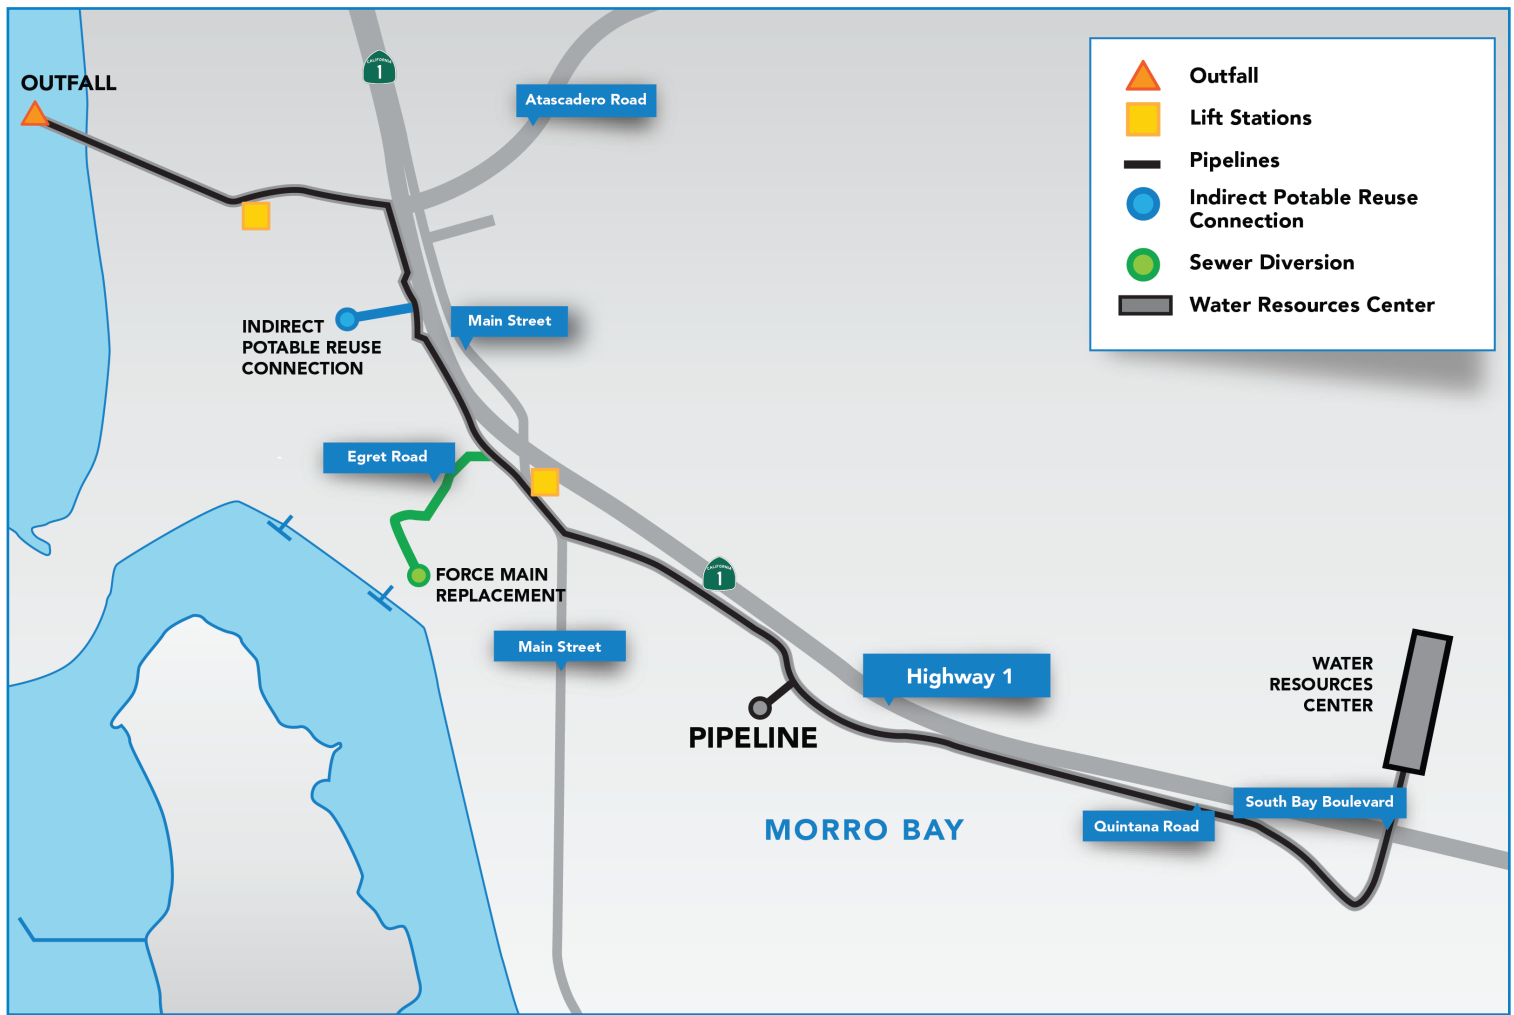 OUTFALL
CALIFORNIA
1
Atascadero Road
Outfall
Lift Stations
Pipelines
Indirect Potable Reuse
Connection
Sewer Diversion
Water Resources Center
INDIRECT
POTABLE REUSE
CONNECTION
Main Street
Egret Road
FORCE MAIN
REPLACEMENT
CALIFORNIA
1
Main Street
Highway 1
WATER
RESOURCES
CENTER
PIPELINE
MORRO BAY
South Bay Boulevard
Quintana Road